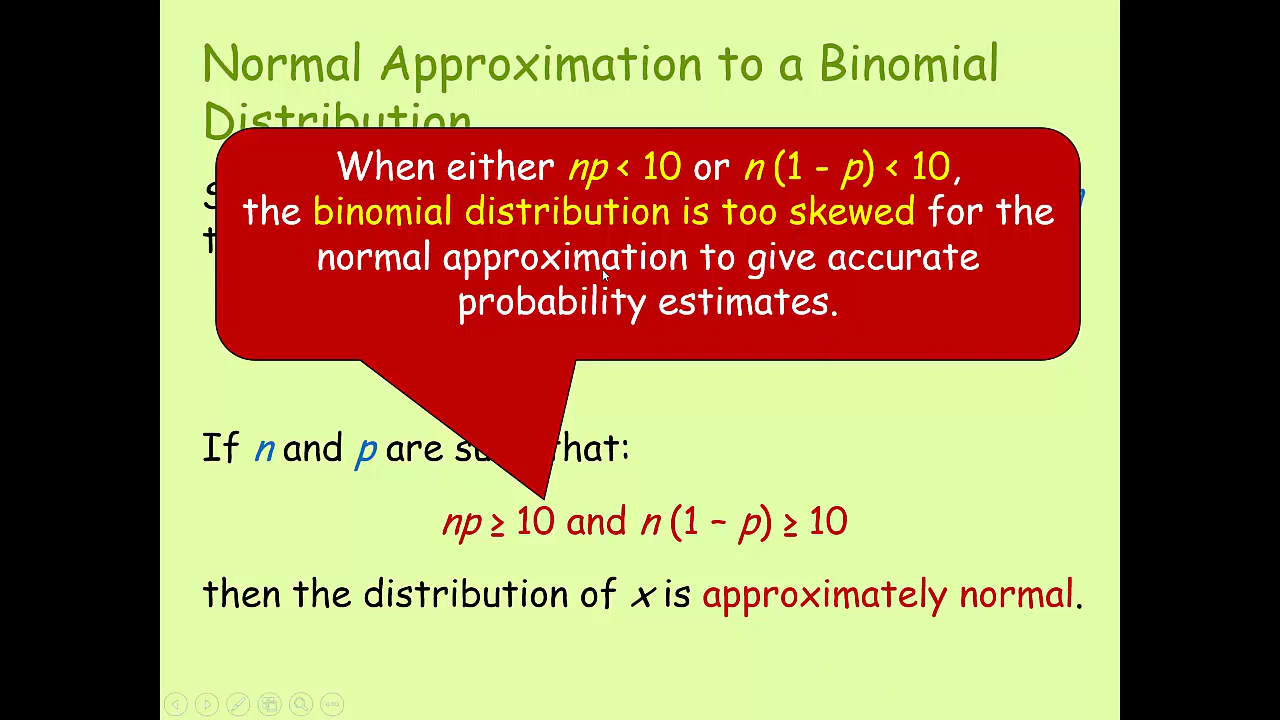 Normal Approximation to a Binomial
Distribution
When either np < 10 or n (1 - p) < 10,
the binomial distribution is too skewed for the
normal approximation to give accurate
probability estimates.
If n and p are that:
np ≥ 10 and n (1 – p) ≥ 10
then the distribution of x is approximately normal.